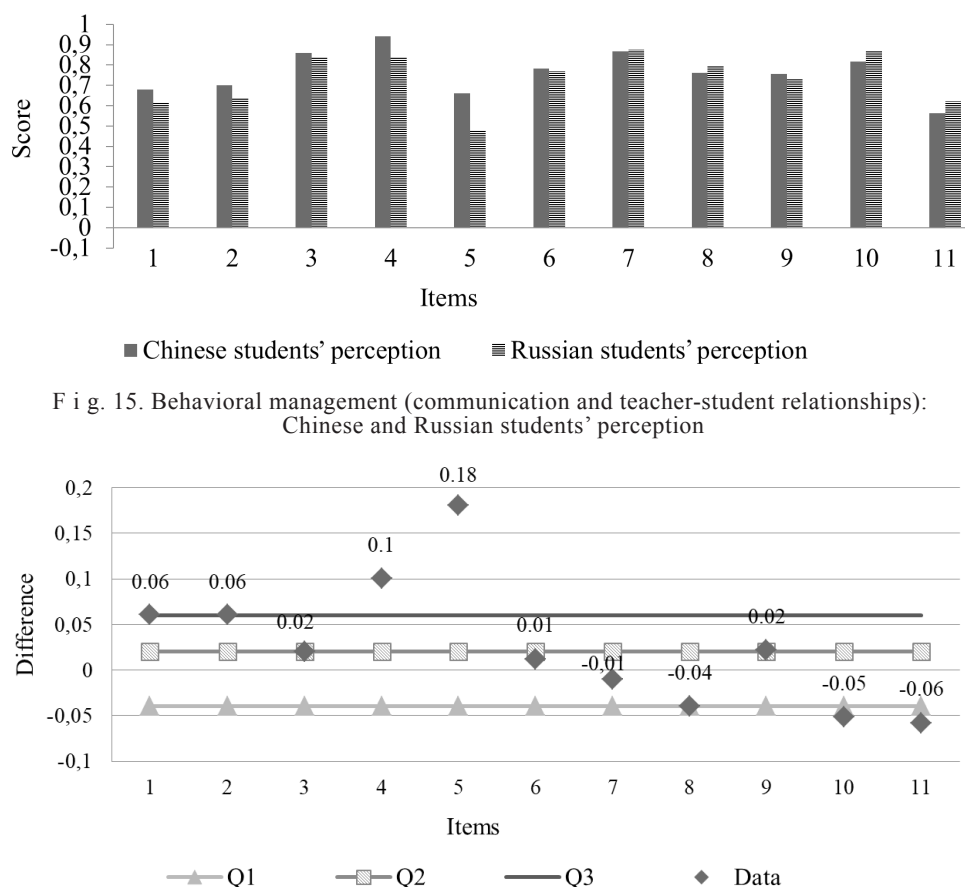 1
0,9
0,8
0,7
0,6
0,5
0,4
0,3
0,2
0,1
0
-0,1
Score
1 2 3 4 5 6 7 8 9 10 11
Items
Chinese students’ perception Russian students’ perception
F i g. 15. Behavioral management (communication and teacher-student relationships):
Chinese and Russian students’ perception
0,2
0,15
0,1
0,05
0
-0,05
-0,1
Difference
0.06 0.06 0.02 0.1 0.18 0.01 -0,01 -0.04 0.02 -0.05 -0.06
1 2 3 4 5 6 7 8 9 10 11
Items
Q1 Q2 Q3 Data